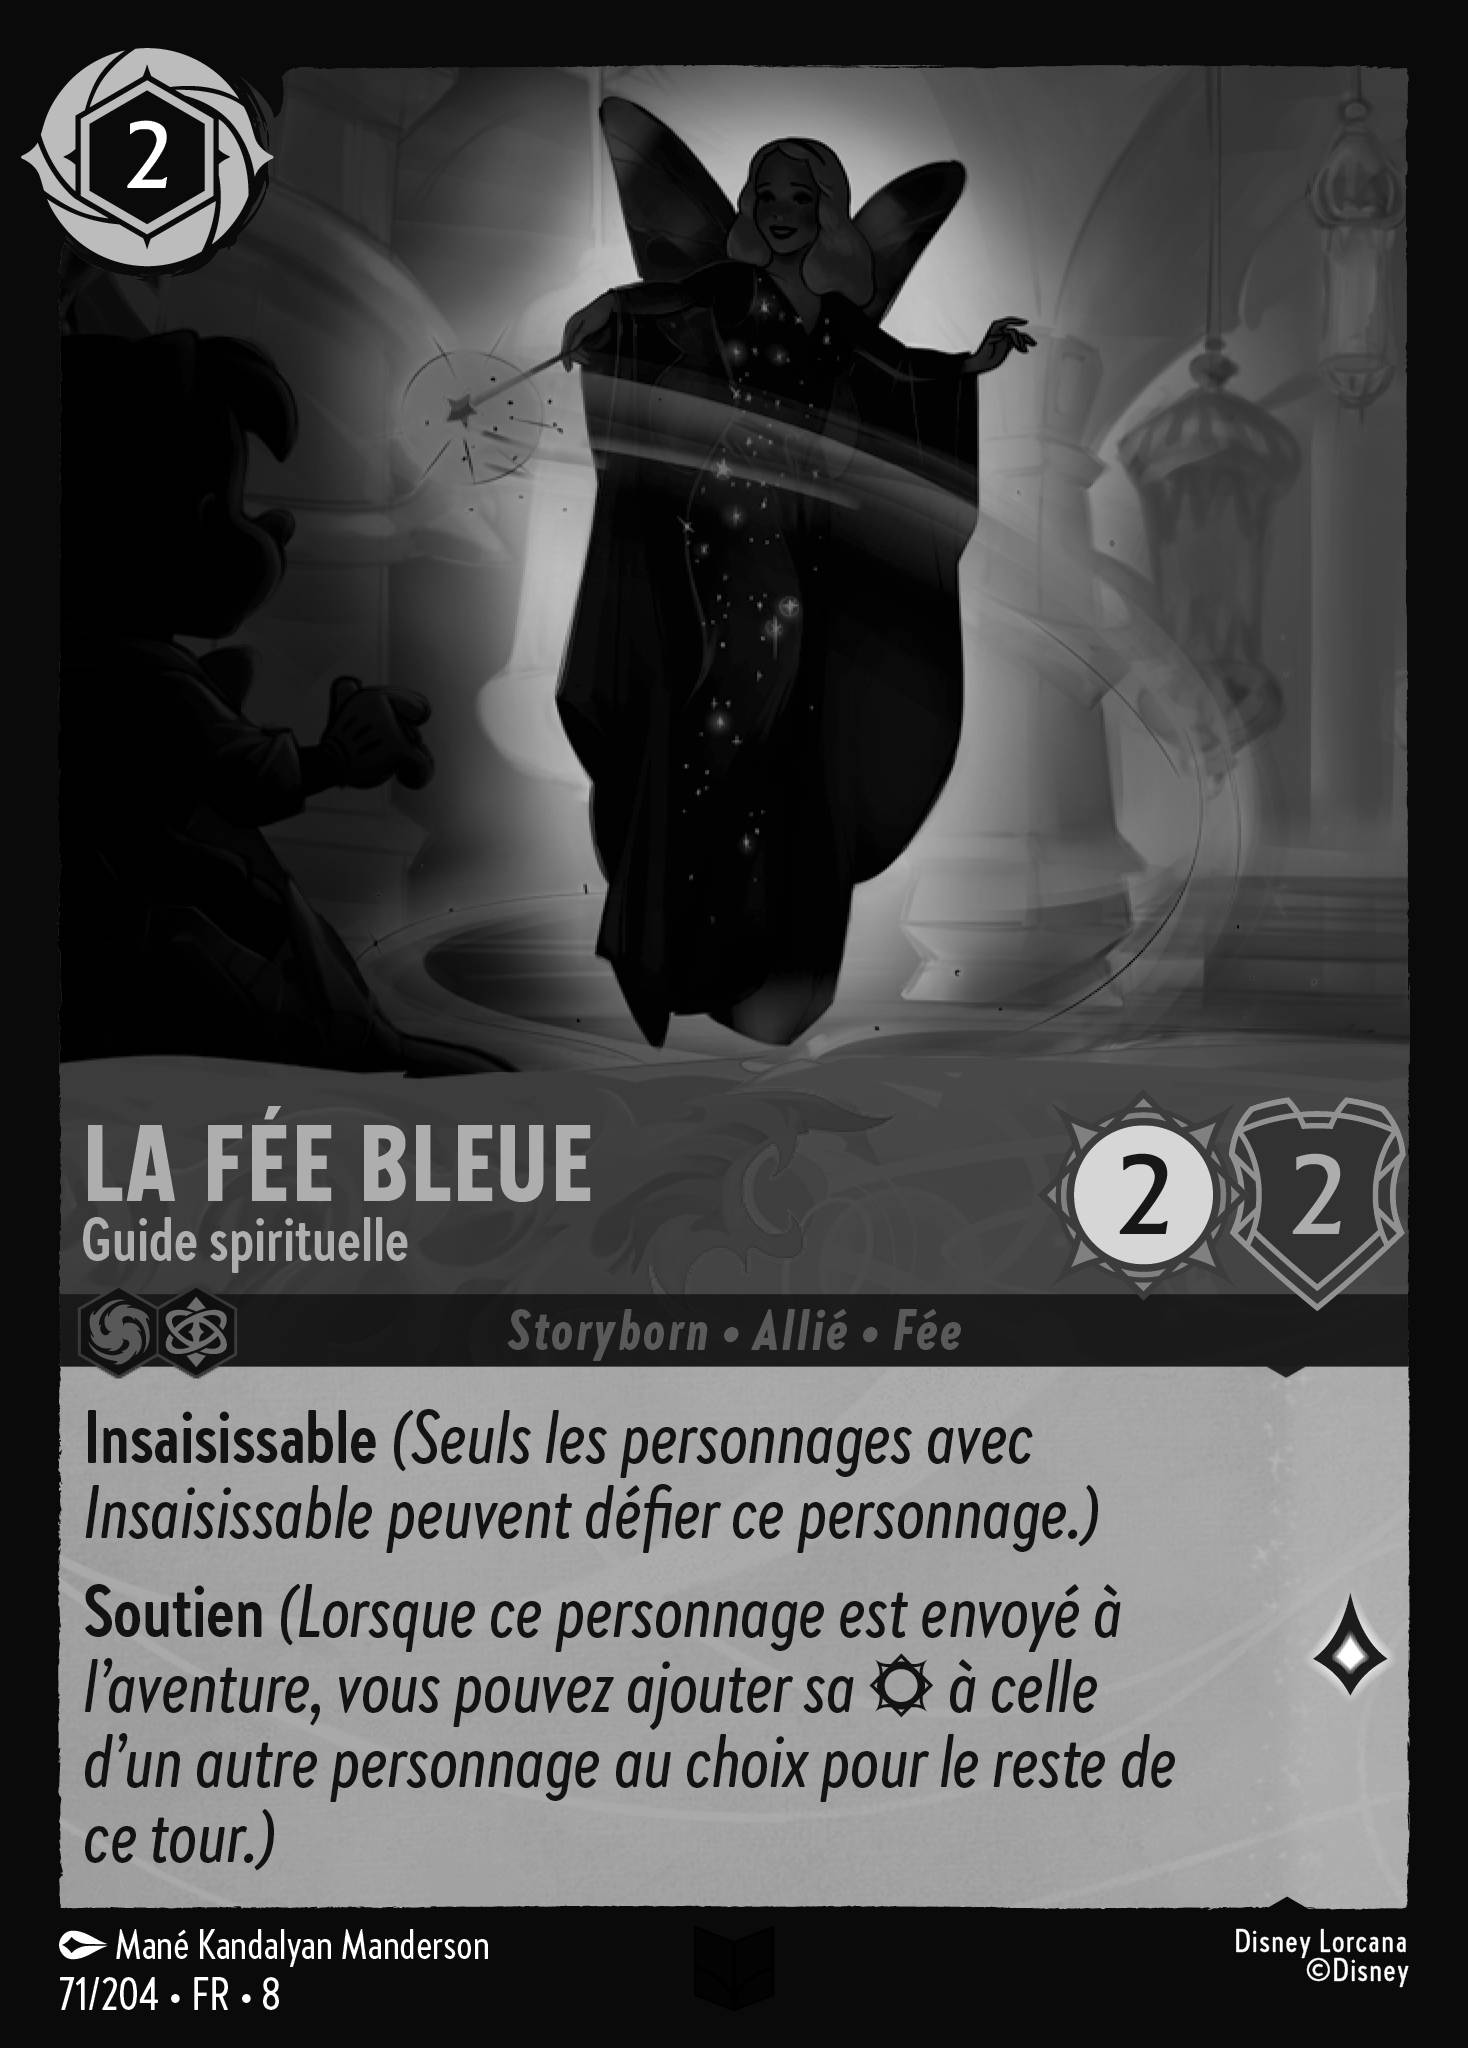 2
LA FÉE BLEUE
2 2
Guide spirituelle
Storyborn • Allié • Fée
Insaisissable (Seuls les personnages avec
Insaisissable peuvent défier ce personnage.)
Soutien (Lorsque ce personnage est envoyé à
l'aventure, vous pouvez ajouter sa à celle
d'un autre personnage au choix pour le reste de
ce tour.)
Mané Kandalyan Manderson
71/204 • FR • 8
Disney Lorcana
©Disney